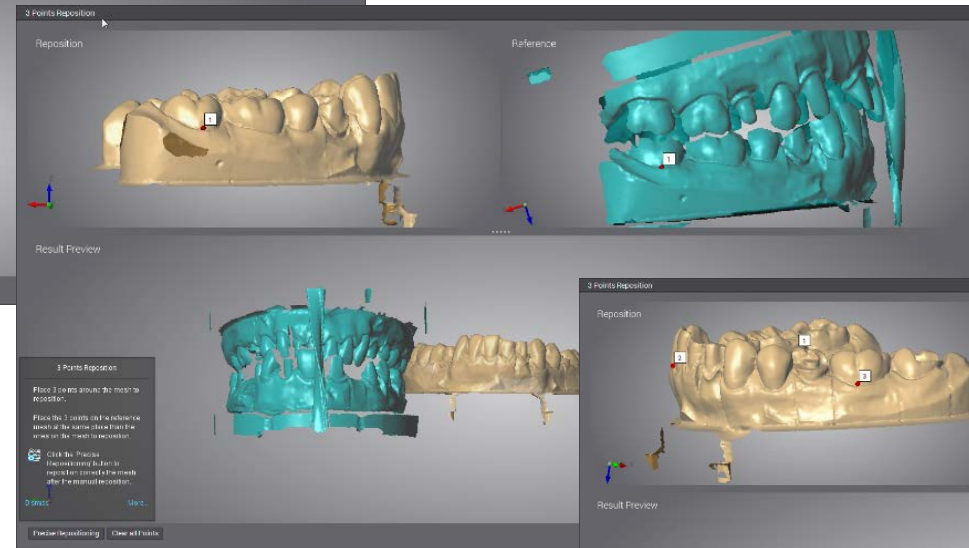 3 Points Reposition
Reposition
Reference
1
1
Result Preview
3 Points Reposition
Place 3 points around the mesh to
reposition.
Place the 3 points on the reference
mesh at the same place than the
ones on the mesh to reposition.
Click the 'Precise
Repositioning' button to
reposition correctly the mesh
after the manual reposition.
Dismiss
More...
Precise Repositioning
Clear all Points
3 Points Reposition
Reposition
1
2
3
Result Preview